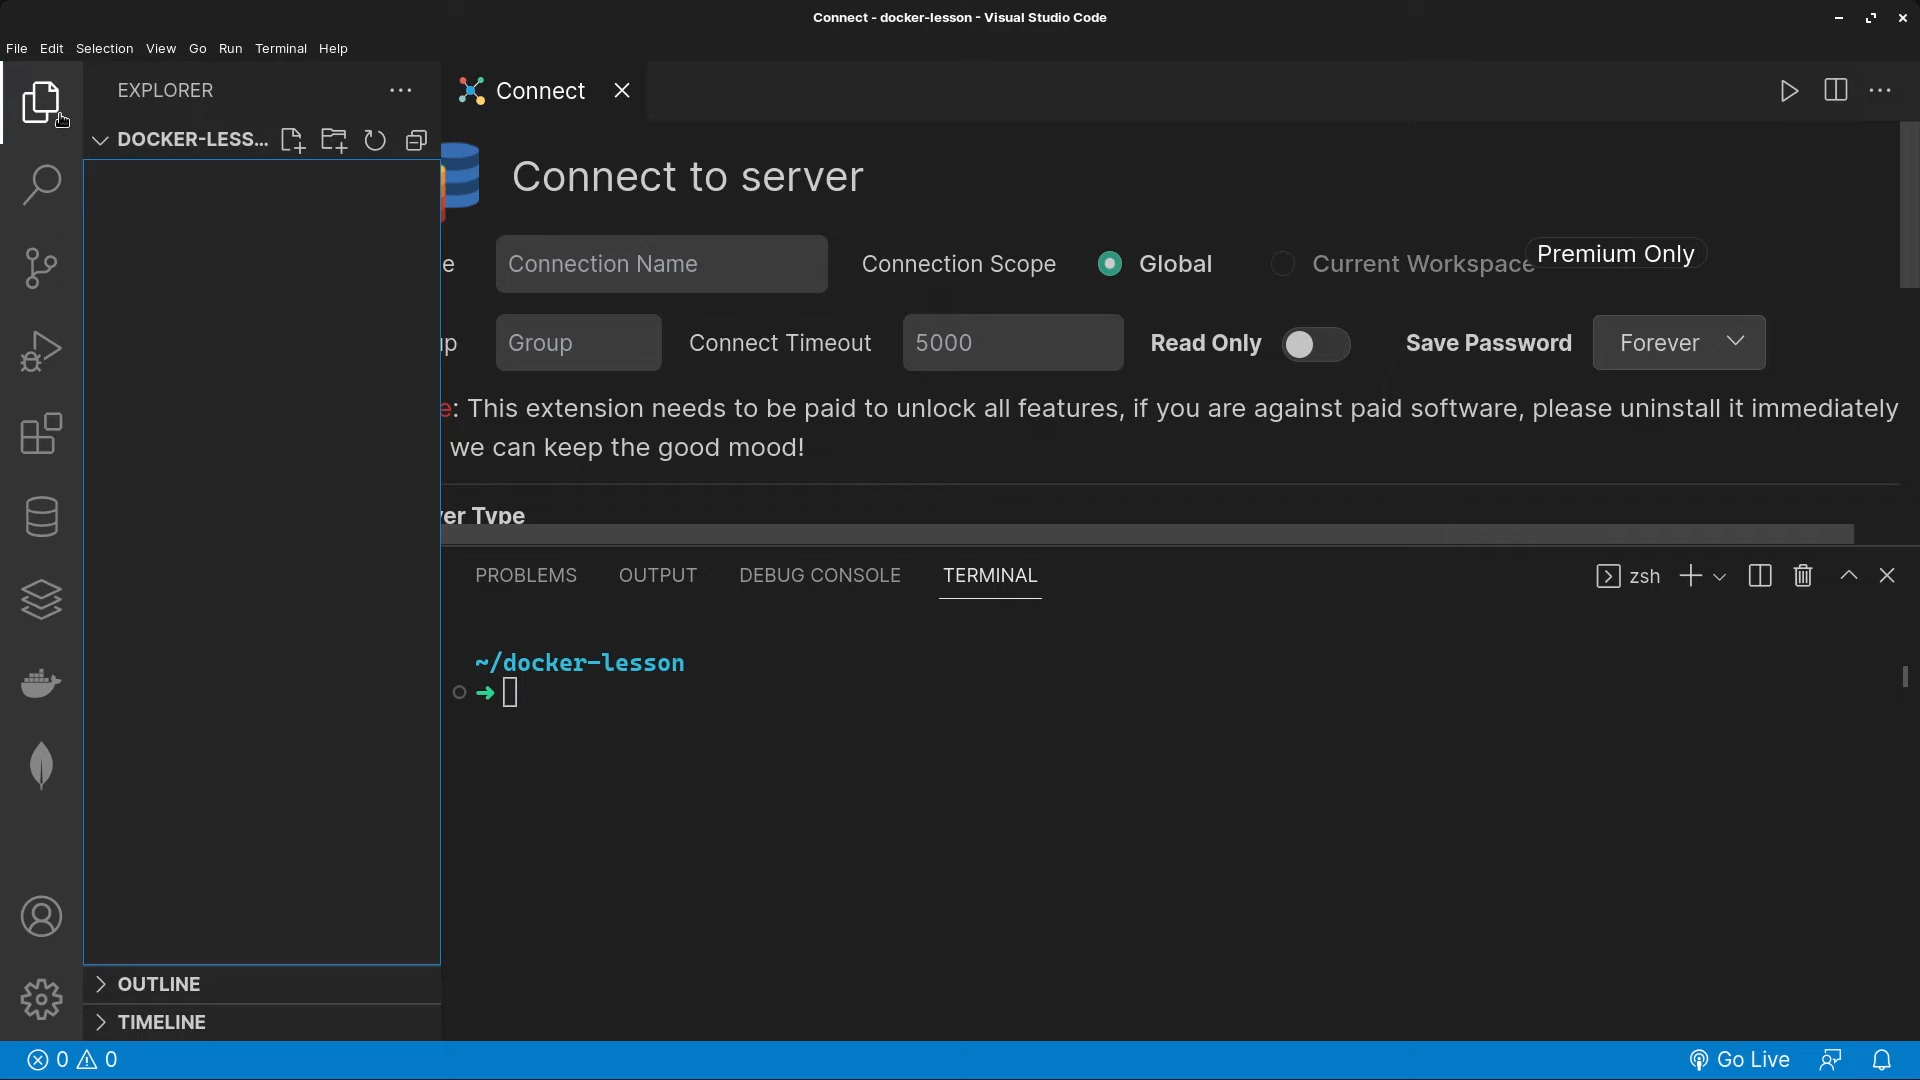 Connect - docker-lesson - Visual Studio Code
File Edit Selection View Go Run Terminal Help
EXPLORER
Connect
DOCKER-LESS...
Connect to server
e Connection Name Connection Scope Global Current Workspace Premium Only
p Group Connect Timeout 5000 Read Only Save Password Forever
e: This extension needs to be paid to unlock all features, if you are against paid software, please uninstall it immediately
we can keep the good mood!
ver Type
PROBLEMS OUTPUT DEBUG CONSOLE TERMINAL zsh
~/docker-lesson
OUTLINE
TIMELINE
0 0 Go Live